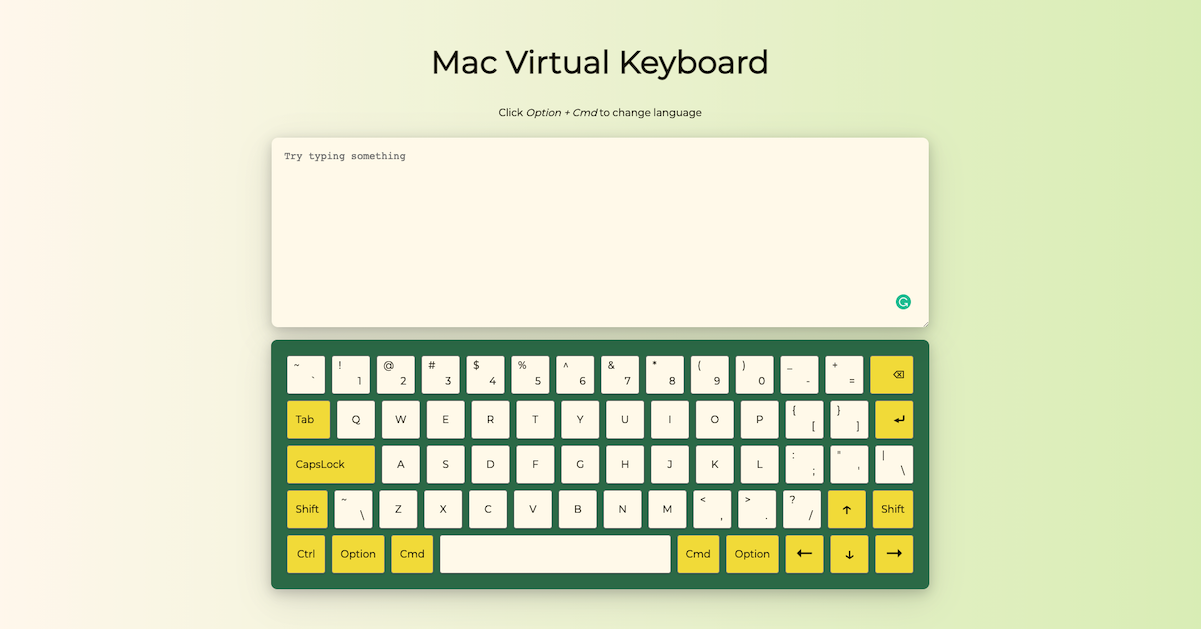 Mac Virtual Keyboard
Click Option + Cmd to change language
Try typing something
~ ` ! 1 @ 2 # 3 $ 4 % 5 ^ 6 & 7 * 8 ( 9 ) 0 _ - + = ⌫
Tab Q W E R T Y U I O P { [ } ] ↵
CapsLock A S D F G H J K L : ; " ' | \
Shift ~ \ Z X C V B N M < , > . ? / ↑ Shift
Ctrl Option Cmd Cmd Option ← ↓ →